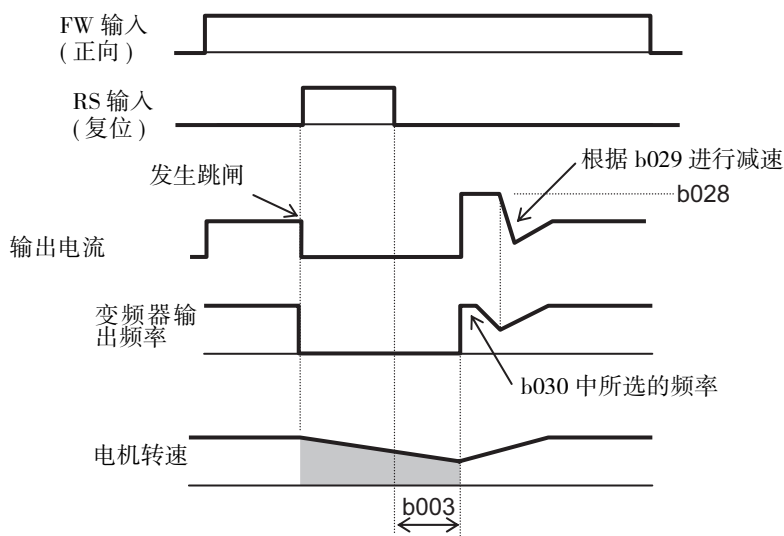 FW 输入
(正向)
RS 输入
(复位)
发生跳闸
根据 b029 进行减速
b028
输出电流
变频器输
出频率
b030 中所选的频率
电机转速
b003